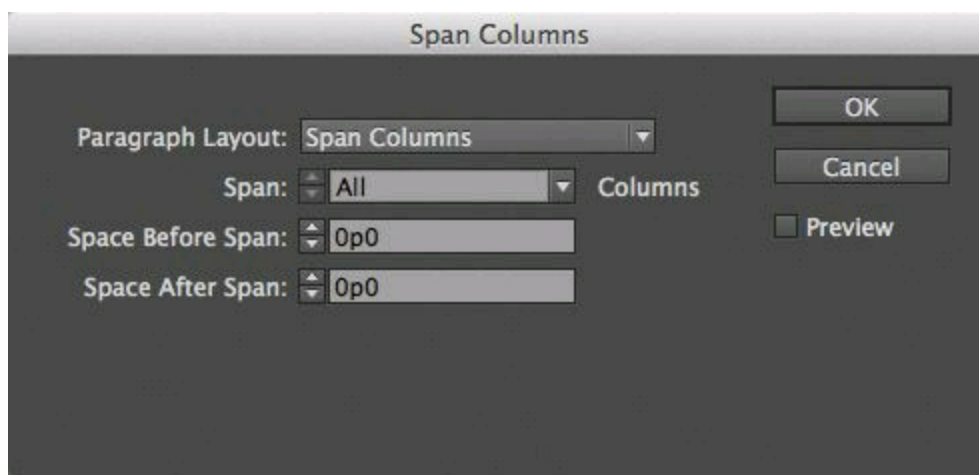 Span Columns
Paragraph Layout: Span Columns
Span: All Columns
Space Before Span: 0p0
Space After Span: 0p0
OK
Cancel
Preview